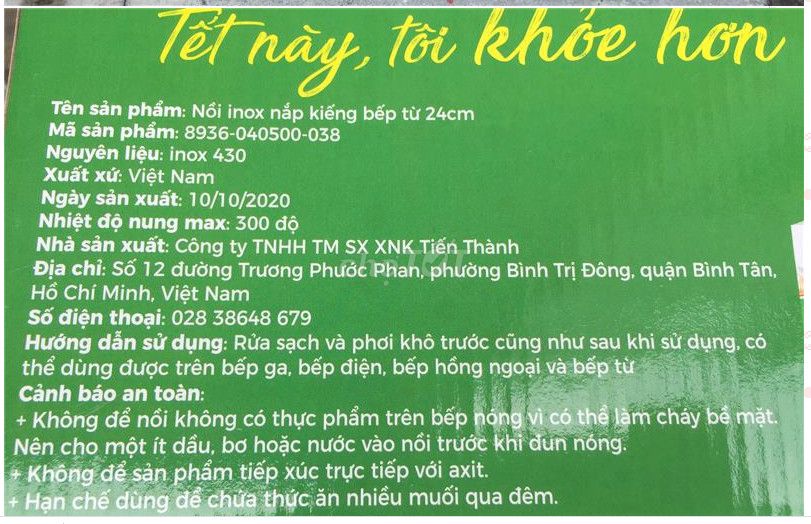 Tết này, tôi khỏe hơn
Tên sản phẩm: Nồi inox nắp kiếng bếp từ 24cm
Mã sản phẩm: 8936-040500-038
Nguyên liệu: inox 430
Xuất xứ: Việt Nam
Ngày sản xuất: 10/10/2020
Nhiệt độ nung max: 300 độ
Nhà sản xuất: Công ty TNHH TM SX XNK Tiến Thành
Địa chỉ: Số 12 đường Trương Phước Phan, phường Bình Trị Đông, quận Bình Tân,
Hồ Chí Minh, Việt Nam
Số điện thoại: 028 38648 679
Hướng dẫn sử dụng: Rửa sạch và phơi khô trước cũng như sau khi sử dụng, có
thể dùng được trên bếp ga, bếp điện, bếp hồng ngoại và bếp từ
Cảnh báo an toàn:
+ Không để nồi không có thực phẩm trên bếp nóng vì có thể làm cháy bề mặt.
Nên cho một ít dầu, bơ hoặc nước vào nồi trước khi đun nóng.
+ Không để sản phẩm tiếp xúc trực tiếp với axit.
+ Hạn chế dùng để chứa thức ăn nhiều muối qua đêm.